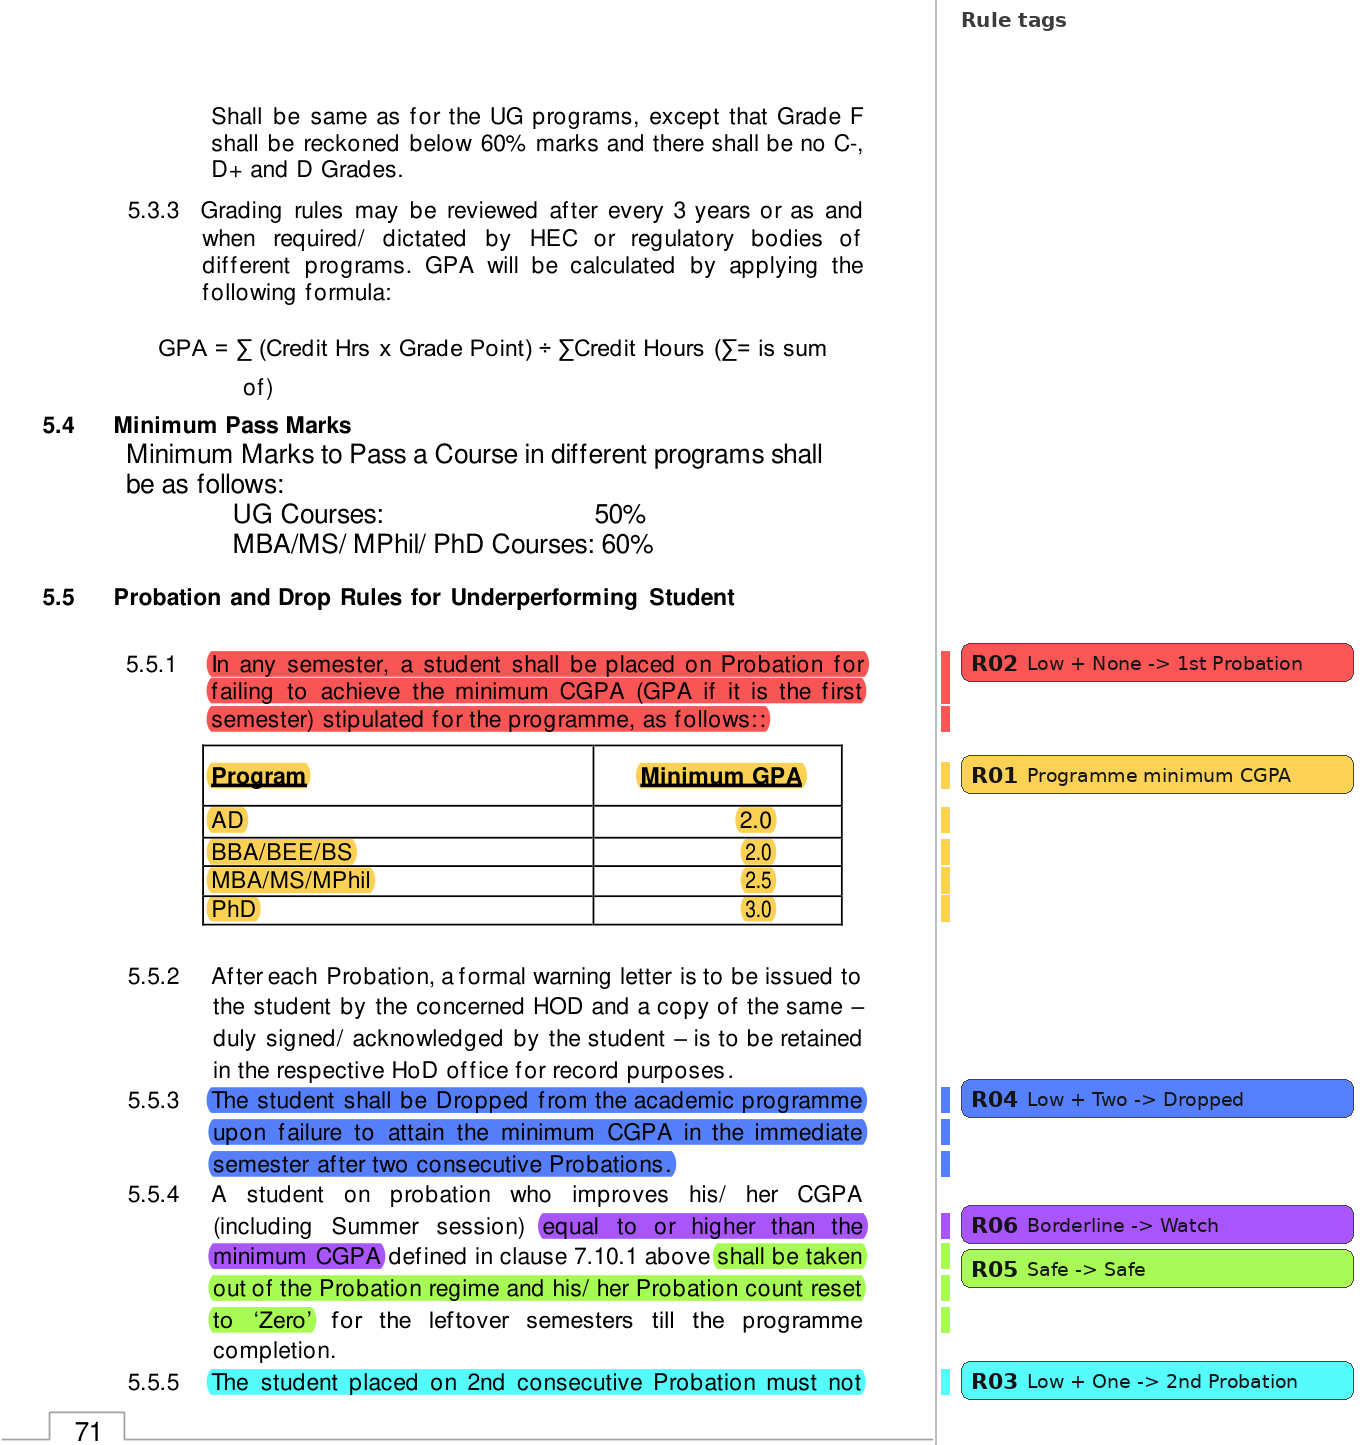 Rule tags
Shall be same as for the UG programs, except that Grade F
shall be reckoned below 60% marks and there shall be no C-,
D+ and D Grades.
5.3.3 Grading rules may be reviewed after every 3 years or as and
when required/ dictated by HEC or regulatory bodies of
different programs. GPA will be calculated by applying the
following formula:
GPA = ∑ (Credit Hrs x Grade Point) ÷ ∑Credit Hours (∑= is sum
of)
5.4 Minimum Pass Marks
Minimum Marks to Pass a Course in different programs shall
be as follows:
UG Courses: 50%
MBA/MS/ MPhil/ PhD Courses: 60%
5.5 Probation and Drop Rules for Underperforming Student
5.5.1 In any semester, a student shall be placed on Probation for
failing to achieve the minimum CGPA (GPA if it is the first
semester) stipulated for the programme, as follows::
R02 Low + None -> 1st Probation
Program Minimum GPA
R01 Programme minimum CGPA
AD 2.0
BBA/BEE/BS 2.0
MBA/MS/MPhil 2.5
PhD 3.0
5.5.2 After each Probation, a formal warning letter is to be issued to
the student by the concerned HOD and a copy of the same –
duly signed/ acknowledged by the student – is to be retained
in the respective HoD office for record purposes.
5.5.3 The student shall be Dropped from the academic programme
upon failure to attain the minimum CGPA in the immediate
semester after two consecutive Probations.
R04 Low + Two -> Dropped
5.5.4 A student on probation who improves his/ her CGPA
(including Summer session) equal to or higher than the
minimum CGPA defined in clause 7.10.1 above shall be taken
out of the Probation regime and his/ her Probation count reset
to ‘Zero’ for the leftover semesters till the programme
completion.
R06 Borderline -> Watch
R05 Safe -> Safe
5.5.5 The student placed on 2nd consecutive Probation must not
R03 Low + One -> 2nd Probation
71